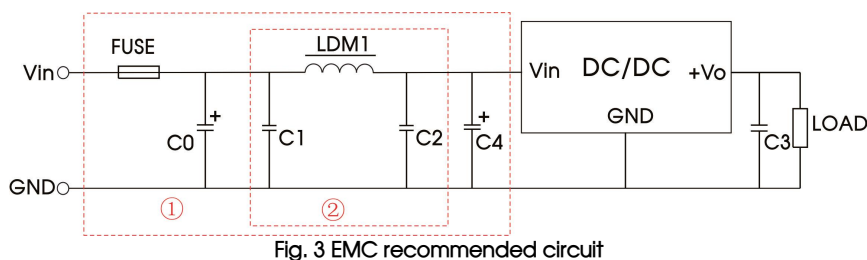 FUSE
LDM1
Vin
Vin
DC/DC
+Vo
GND
C0
+
C1
C2
+
C4
C3
LOAD
GND
①
②
Fig. 3 EMC recommended circuit